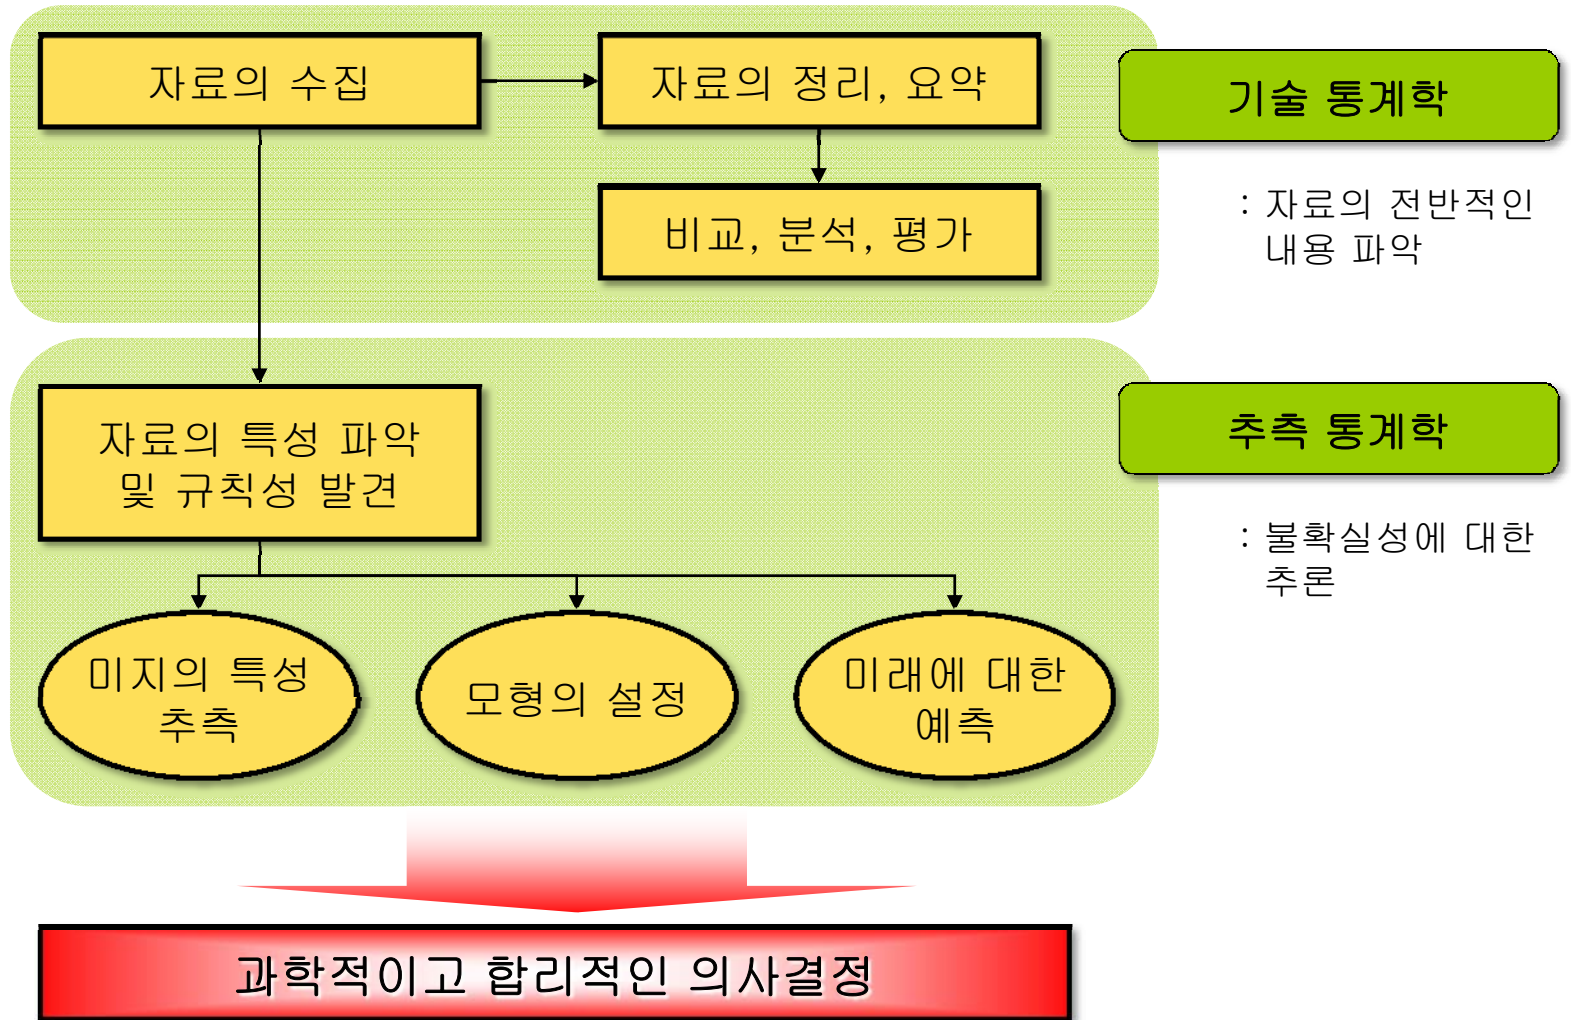 자료의 수집
자료의 정리, 요약
기술 통계학
비교, 분석, 평가
: 자료의 전반적인
내용 파악
자료의 특성 파악
및 규칙성 발견
추측 통계학
: 불확실성에 대한
추론
미지의 특성
추측
모형의 설정
미래에 대한
예측
과학적이고 합리적인 의사결정